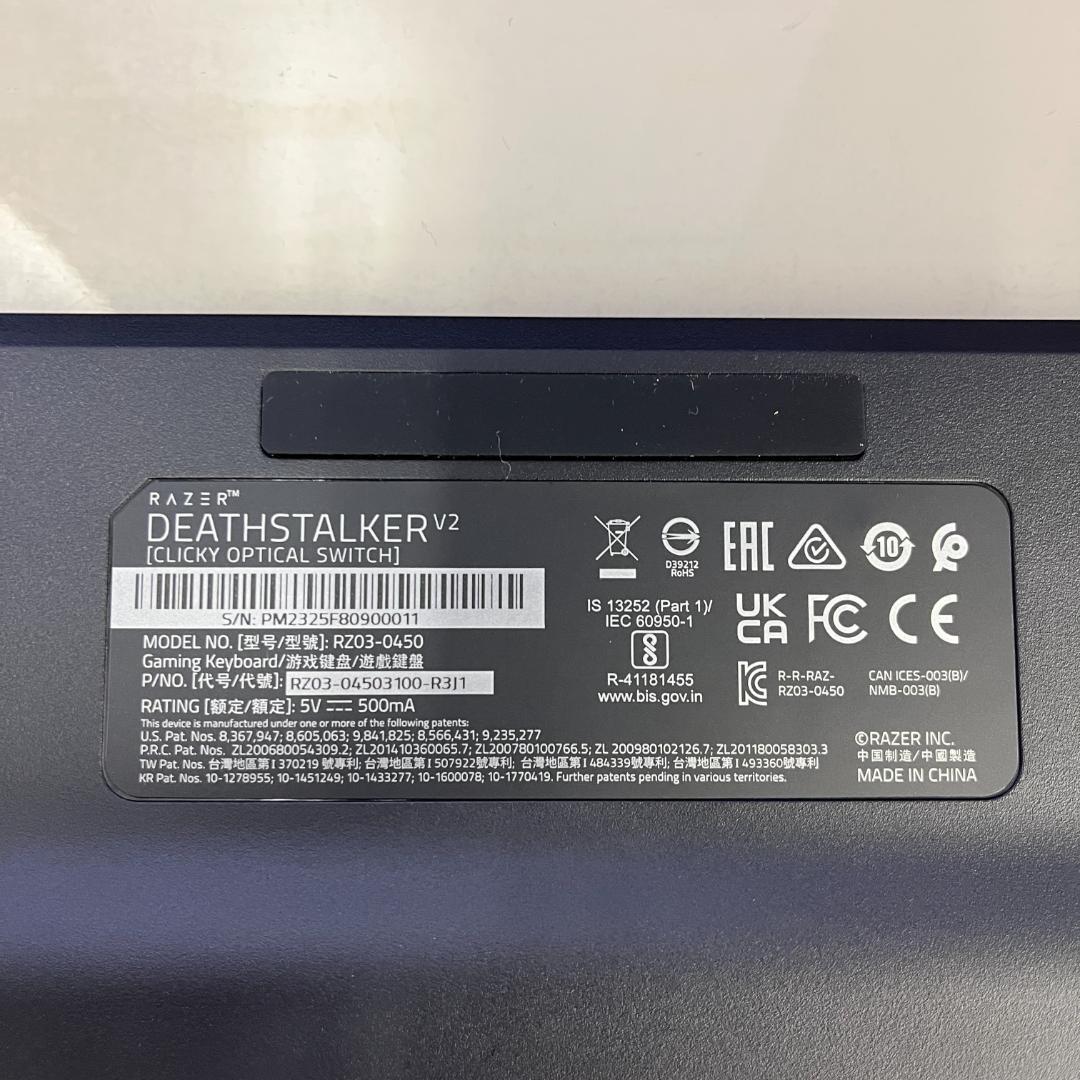 RAZER™
DEATHSTALKER V2
[CLICKY OPTICAL SWITCH]
S/N: PM2325F80900011
MODEL NO. [型号/型號]: RZ03-0450
Gaming Keyboard/游戏键盘/遊戲鍵盤
P/NO. [代号/代號]: RZ03-04503100-R3J1
RATING [额定/額定]: 5V ⎓ 500mA
This device is manufactured under one or more of the following patents:
U.S. Pat. Nos. 8,367,947; 8,605,063; 9,841,825; 8,566,431; 9,235,277
P.R.C. Pat. Nos. ZL200680054309.2; ZL201410360065.7; ZL200780100766.5; ZL 200980102126.7; ZL201180058303.3
TW Pat. Nos. 台灣地區第 I 370219 號專利; 台灣地區第 I 507922號專利; 台灣地區第 I 484339號專利; 台灣地區第 I 493360號專利
KR Pat. Nos. 10-1278955; 10-1451249; 10-1433277; 10-1600078; 10-1770419. Further patents pending in various territories.
D39212
RoHS
EAC
10
IS 13252 (Part 1)/
IEC 60950-1
R-41181455
www.bis.gov.in
UK
CA
FC
CE
R-R-RAZ-
RZ03-0450
CAN ICES-003(B)/
NMB-003(B)
©RAZER INC.
中国制造/中國製造
MADE IN CHINA